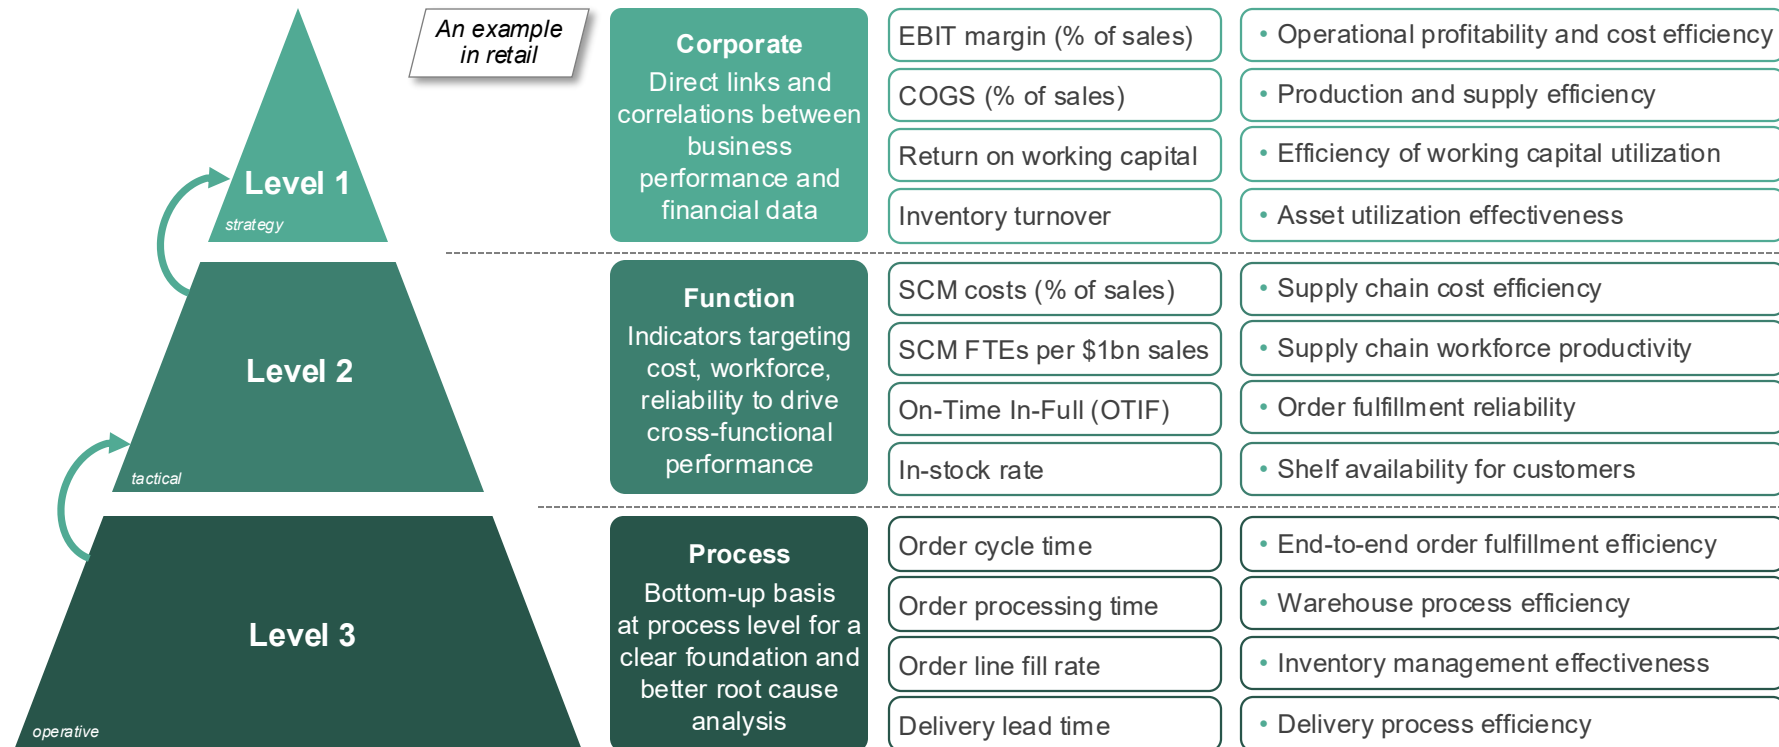 An example
in retail
Level 1
strategy
Level 2
tactical
Level 3
operative
Corporate
Direct links and
correlations between
business
performance and
financial data
EBIT margin (% of sales)
• Operational profitability and cost efficiency
COGS (% of sales)
• Production and supply efficiency
Return on working capital
• Efficiency of working capital utilization
Inventory turnover
• Asset utilization effectiveness
Function
Indicators targeting
cost, workforce,
reliability to drive
cross-functional
performance
SCM costs (% of sales)
• Supply chain cost efficiency
SCM FTEs per $1bn sales
• Supply chain workforce productivity
On-Time In-Full (OTIF)
• Order fulfillment reliability
In-stock rate
• Shelf availability for customers
Process
Bottom-up basis
at process level for a
clear foundation and
better root cause
analysis
Order cycle time
• End-to-end order fulfillment efficiency
Order processing time
• Warehouse process efficiency
Order line fill rate
• Inventory management effectiveness
Delivery lead time
• Delivery process efficiency